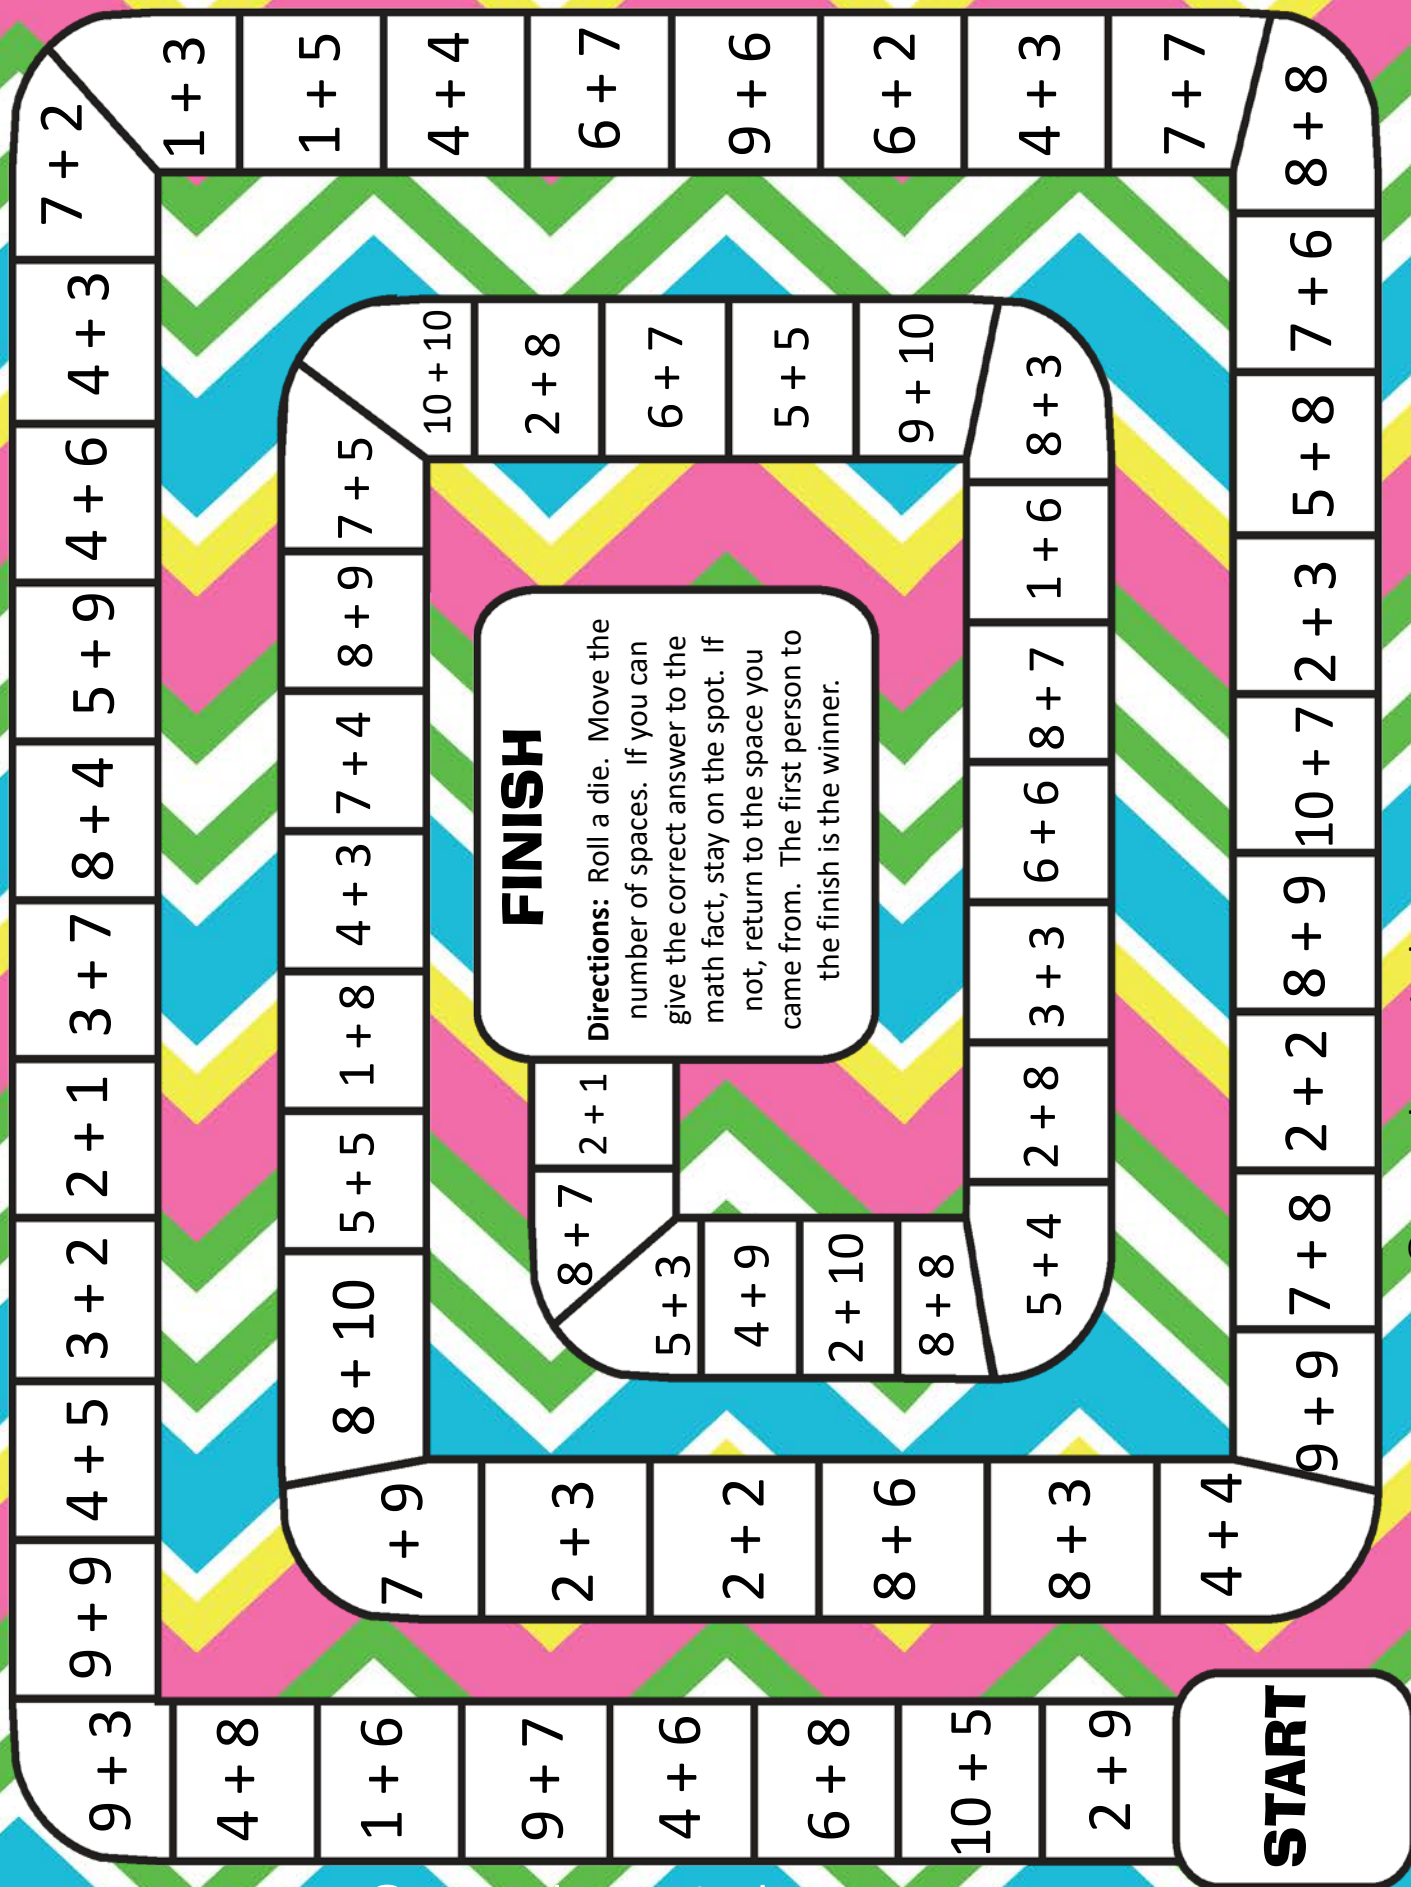 START
2 + 9
10 + 5
6 + 8
4 + 6
9 + 7
1 + 6
4 + 8
9 + 3
9 + 9
4 + 5
3 + 2
2 + 1
3 + 7
8 + 4
5 + 9
4 + 6
4 + 3
7 + 2
1 + 3
1 + 5
4 + 4
6 + 7
9 + 6
6 + 2
4 + 3
7 + 7
8 + 8
7 + 6
5 + 8
2 + 3
10 + 7
8 + 9
2 + 2
7 + 8
9 + 9
4 + 4
8 + 3
8 + 6
2 + 2
2 + 3
7 + 9
8 + 10
5 + 5
1 + 8
4 + 3
7 + 4
8 + 9
7 + 5
10 + 10
2 + 8
6 + 7
5 + 5
9 + 10
8 + 3
1 + 6
8 + 7
6 + 6
3 + 3
2 + 8
5 + 4
8 + 8
2 + 10
4 + 9
5 + 3
8 + 7
2 + 1
FINISH
Directions: Roll a die. Move the
number of spaces. If you can
give the correct answer to the
math fact, stay on the spot. If
not, return to the space you
came from. The first person to
the finish is the winner.